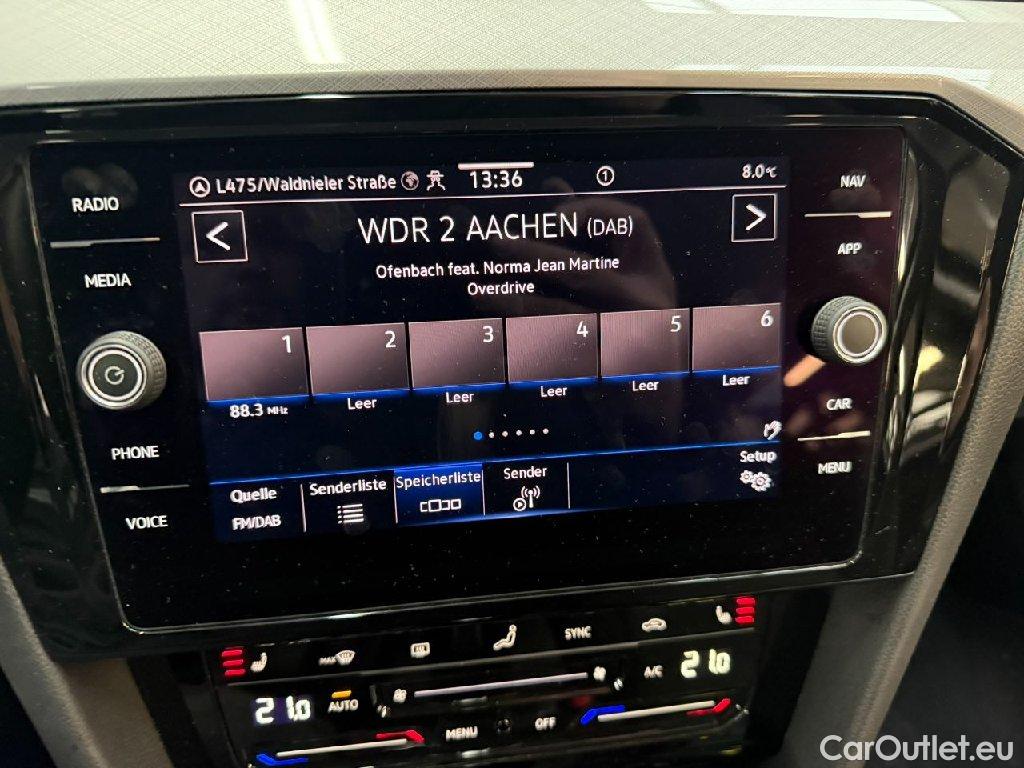 L475/Waldnieler Straße 13:36 1 8.0°C
RADIO
NAV
WDR 2 AACHEN (DAB)
< >
Ofenbach feat. Norma Jean Martine
Overdrive
MEDIA
APP
1 2 3 4 5 6
88.3 MHz Leer Leer Leer Leer Leer
PHONE
CAR
VOICE
MENU
Quelle Senderliste Speicherliste Sender Setup
FM/DAB
MAX SYNC
21.0 AUTO A/C 21.0
MENU OFF
CarOutlet.eu